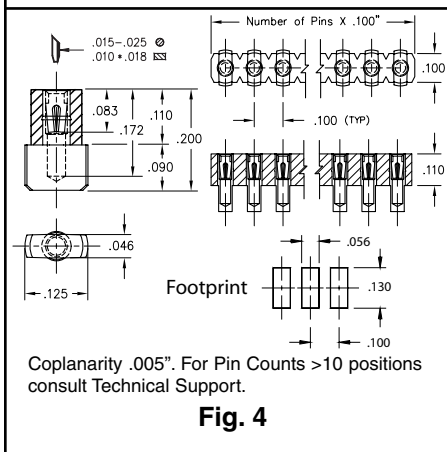 Number of Pins X .100"
.015-.025
.010 * .018
.083
.110
.172
.200
.090
.100
.100 (TYP)
.110
.046
.125
.056
Footprint
.130
.100
Coplanarity .005”. For Pin Counts >10 positions
consult Technical Support.
Fig. 4